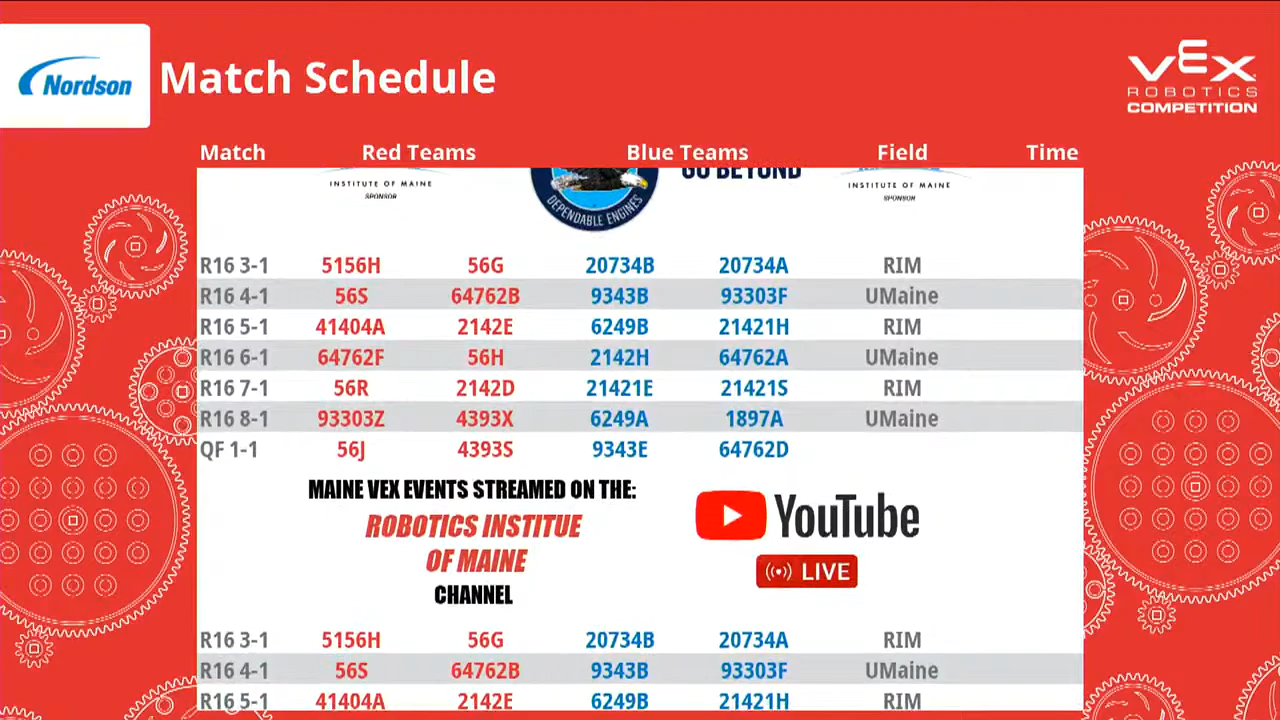 Nordson
Match Schedule
VEX
ROBOTICS
COMPETITION
Match Red Teams Blue Teams Field Time
INSTITUTE OF MAINE
SPONSOR
DEPENDABLE ENGINES
GO BEYOND
INSTITUTE OF MAINE
SPONSOR
R16 3-1 5156H 56G 20734B 20734A RIM
R16 4-1 56S 64762B 9343B 93303F UMaine
R16 5-1 41404A 2142E 6249B 21421H RIM
R16 6-1 64762F 56H 2142H 64762A UMaine
R16 7-1 56R 2142D 21421E 21421S RIM
R16 8-1 93303Z 4393X 6249A 1897A UMaine
QF 1-1 56J 4393S 9343E 64762D
MAINE VEX EVENTS STREAMED ON THE:
ROBOTICS INSTITUE
OF MAINE
CHANNEL
YouTube
LIVE
R16 3-1 5156H 56G 20734B 20734A RIM
R16 4-1 56S 64762B 9343B 93303F UMaine
R16 5-1 41404A 2142E 6249B 21421H RIM